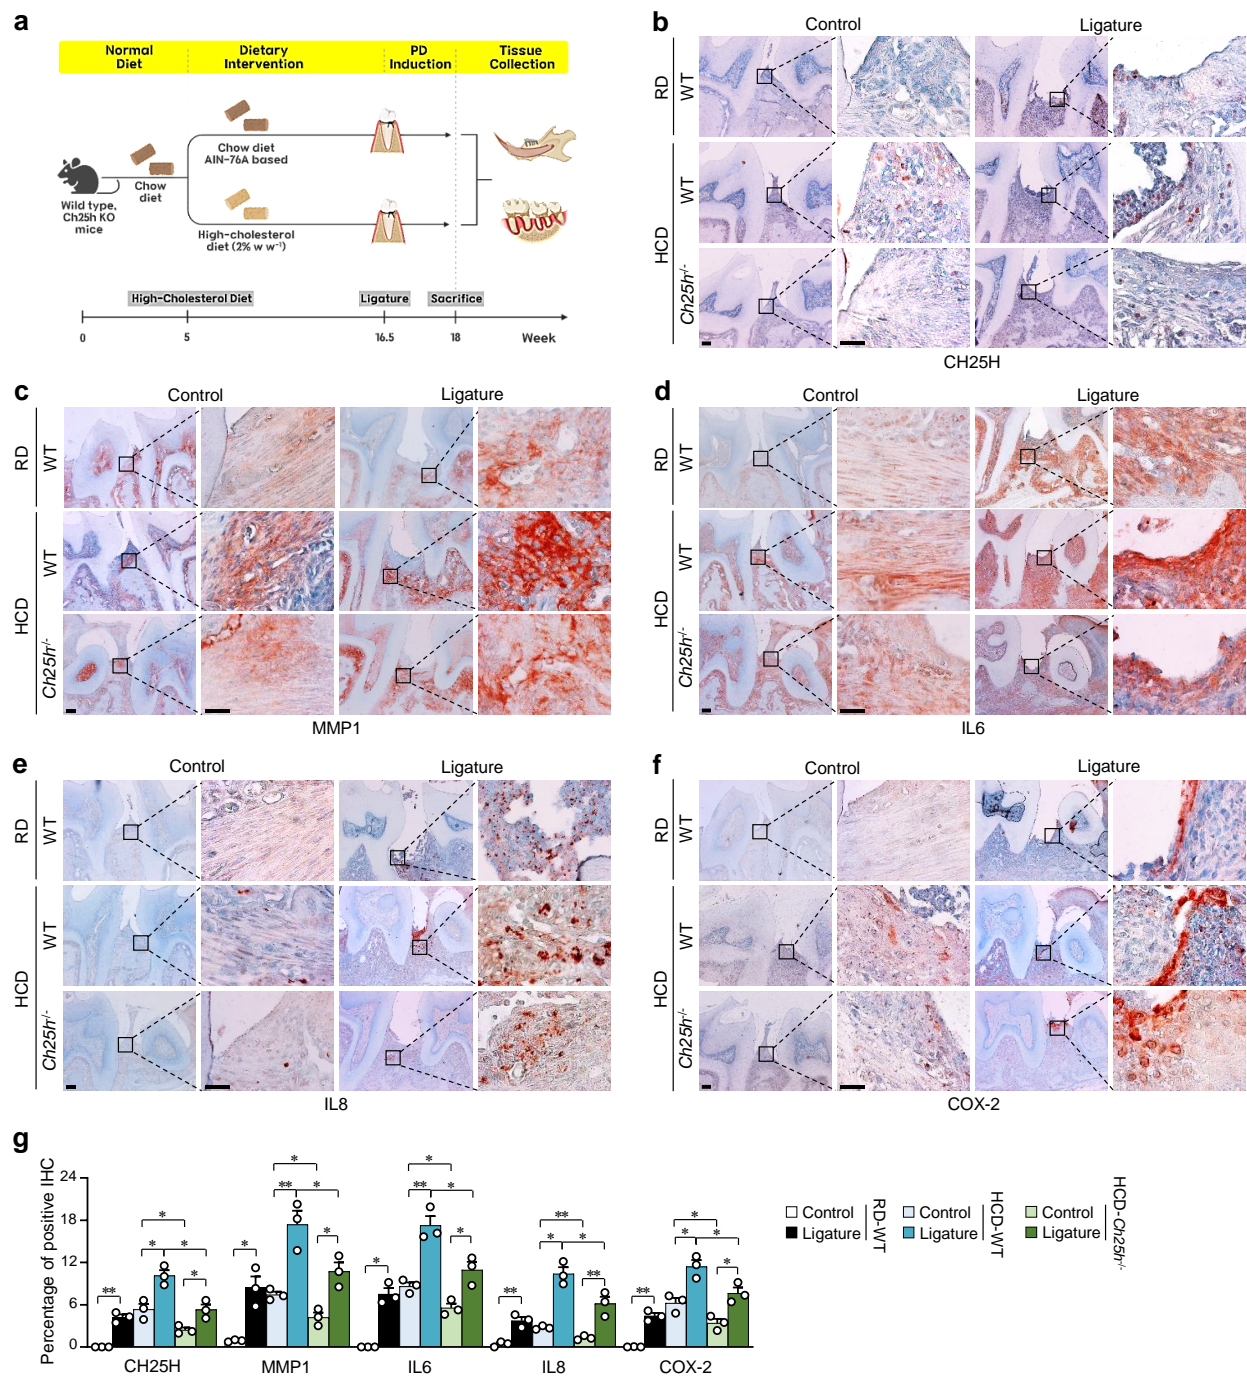 a
Normal Diet
Dietary Intervention
PD Induction
Tissue Collection
Chow diet
AIN-76A based
Chow diet
Wild type,
Ch25h KO
mice
High-cholesterol
diet (2% w w⁻¹)
High-Cholesterol Diet
Ligature
Sacrifice
0
5
16.5
18
Week
b
Control
Ligature
RD
WT
HCD
WT
Ch25h⁻/⁻
CH25H
c
Control
Ligature
RD
WT
HCD
WT
Ch25h⁻/⁻
MMP1
d
Control
Ligature
RD
WT
HCD
WT
Ch25h⁻/⁻
IL6
e
Control
Ligature
RD
WT
HCD
WT
Ch25h⁻/⁻
IL8
f
Control
Ligature
RD
WT
HCD
WT
Ch25h⁻/⁻
COX-2
g
Percentage of positive IHC
24
18
12
6
0
** * * * *
* ** * * *
* ** * * *
** * ** * **
** * * * *
CH25H
MMP1
IL6
IL8
COX-2
Control
Ligature
RD-WT
Control
Ligature
HCD-WT
Control
Ligature
HCD-Ch25h⁻/⁻